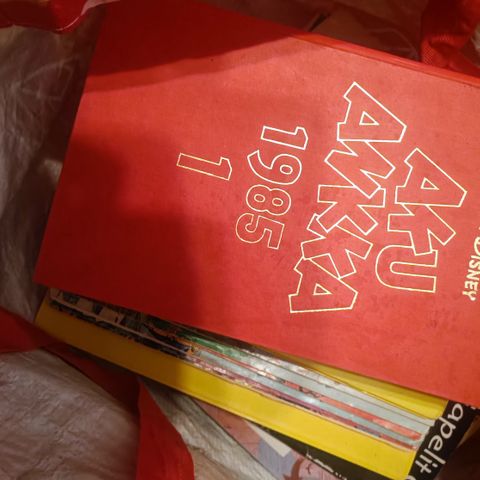 DISNEY
AKU
ANKKA
1985
1
apelit